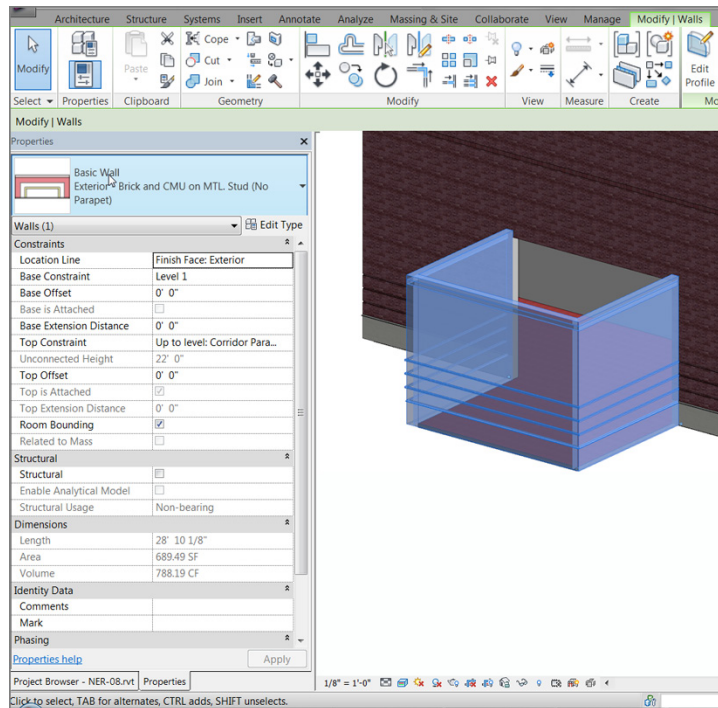 Architecture Structure Systems Insert Annotate Analyze Massing & Site Collaborate View Manage Modify | Walls
Cope
Cut
Join
Modify
Paste
Edit
Profile
Select Properties Clipboard Geometry Modify View Measure Create Mo
Modify | Walls
Properties
Basic Wall
Exterior - Brick and CMU on MTL. Stud (No
Parapet)
Walls (1) Edit Type
Constraints
Location Line Finish Face: Exterior
Base Constraint Level 1
Base Offset 0' 0"
Base is Attached
Base Extension Distance 0' 0"
Top Constraint Up to level: Corridor Para...
Unconnected Height 22' 0"
Top Offset 0' 0"
Top is Attached
Top Extension Distance 0' 0"
Room Bounding
Related to Mass
Structural
Structural
Enable Analytical Model
Structural Usage Non-bearing
Dimensions
Length 28' 10 1/8"
Area 689.49 SF
Volume 788.19 CF
Identity Data
Comments
Mark
Phasing
Properties help Apply
Project Browser - NER-08.rvt Properties 1/8" = 1'-0"
Click to select, TAB for alternates, CTRL adds, SHIFT unselects.